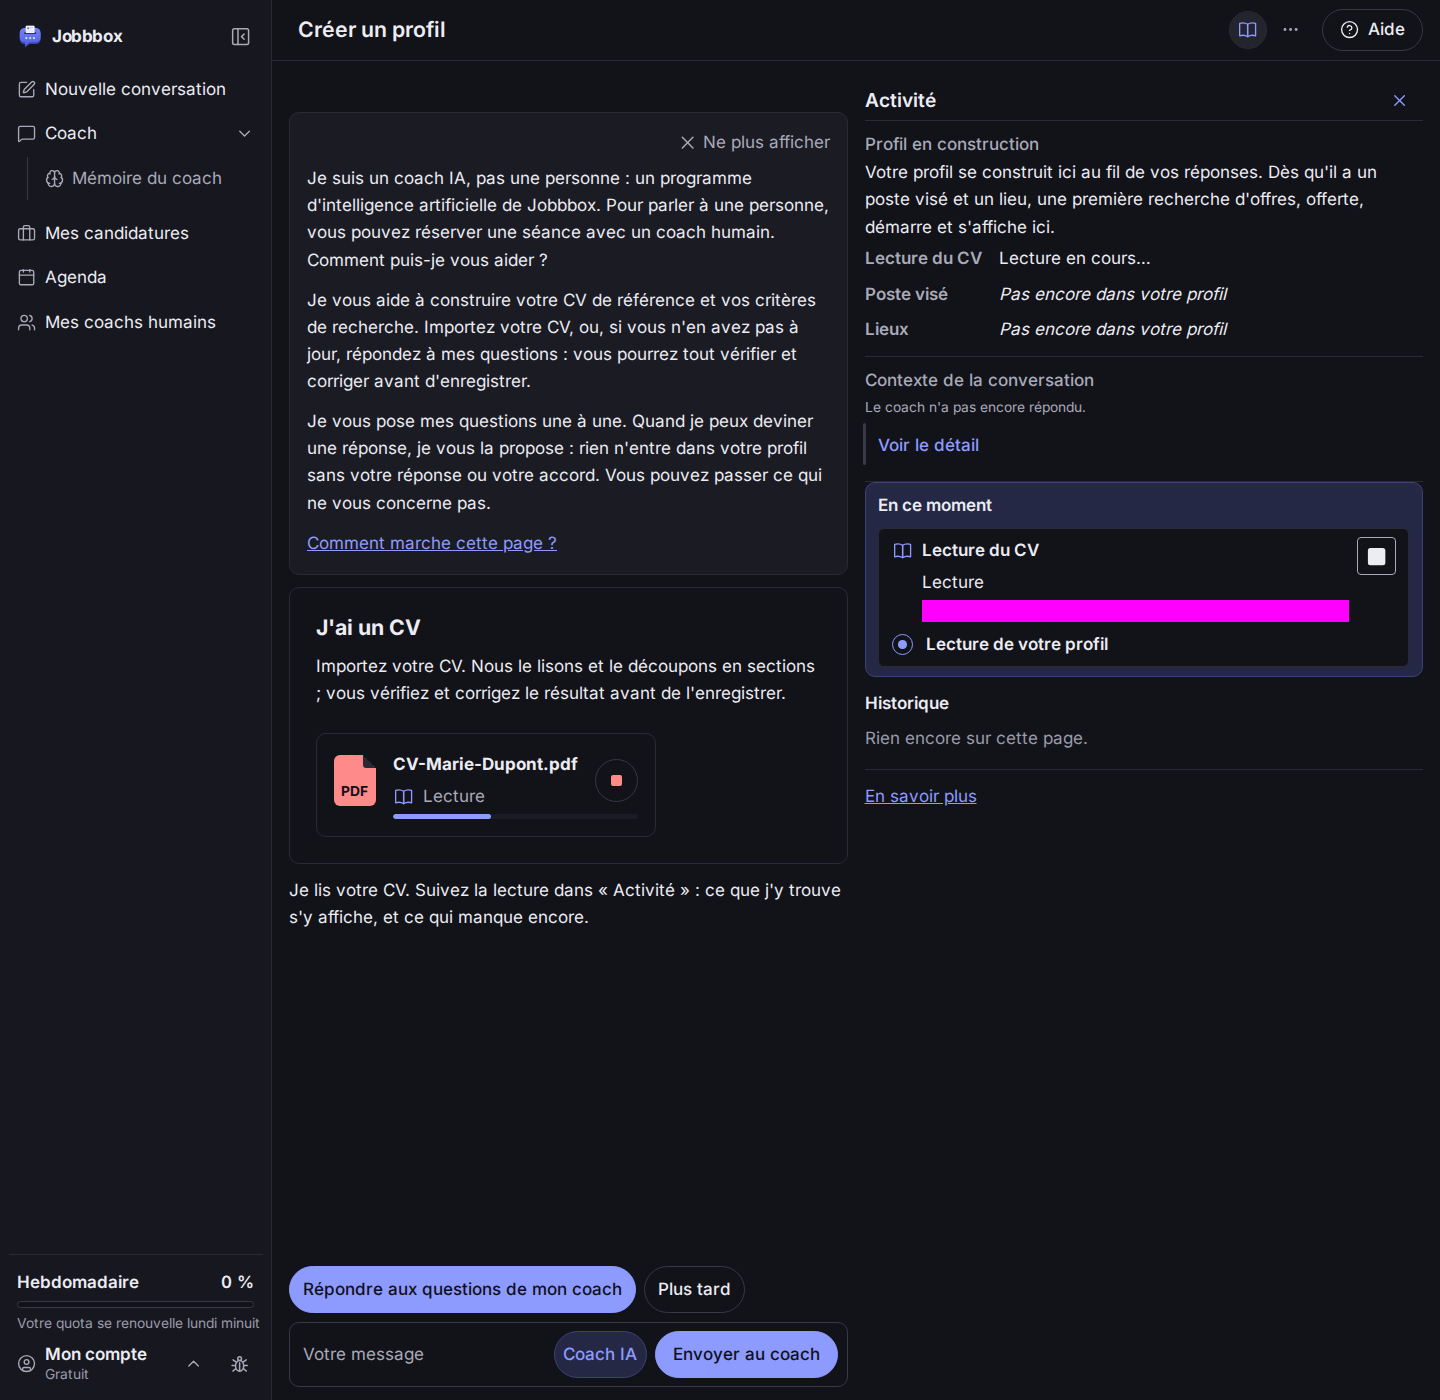 Jobbbox
Nouvelle conversation
Coach
Mémoire du coach
Mes candidatures
Agenda
Mes coachs humains
Hebdomadaire 0 %
Votre quota se renouvelle lundi minuit
Mon compte
Gratuit
Créer un profil
Aide
Ne plus afficher
Je suis un coach IA, pas une personne : un programme
d'intelligence artificielle de Jobbbox. Pour parler à une personne,
vous pouvez réserver une séance avec un coach humain.
Comment puis-je vous aider ?
Je vous aide à construire votre CV de référence et vos critères
de recherche. Importez votre CV, ou, si vous n'en avez pas à
jour, répondez à mes questions : vous pourrez tout vérifier et
corriger avant d'enregistrer.
Je vous pose mes questions une à une. Quand je peux deviner
une réponse, je vous la propose : rien n'entre dans votre profil
sans votre réponse ou votre accord. Vous pouvez passer ce qui
ne vous concerne pas.
Comment marche cette page ?
J'ai un CV
Importez votre CV. Nous le lisons et le découpons en sections
; vous vérifiez et corrigez le résultat avant de l'enregistrer.
PDF
CV-Marie-Dupont.pdf
Lecture
Je lis votre CV. Suivez la lecture dans « Activité » : ce que j'y trouve
s'y affiche, et ce qui manque encore.
Répondre aux questions de mon coach
Plus tard
Votre message
Coach IA
Envoyer au coach
Activité
Profil en construction
Votre profil se construit ici au fil de vos réponses. Dès qu'il a un
poste visé et un lieu, une première recherche d'offres, offerte,
démarre et s'affiche ici.
Lecture du CV Lecture en cours...
Poste visé Pas encore dans votre profil
Lieux Pas encore dans votre profil
Contexte de la conversation
Le coach n'a pas encore répondu.
Voir le détail
En ce moment
Lecture du CV
Lecture
Lecture de votre profil
Historique
Rien encore sur cette page.
En savoir plus